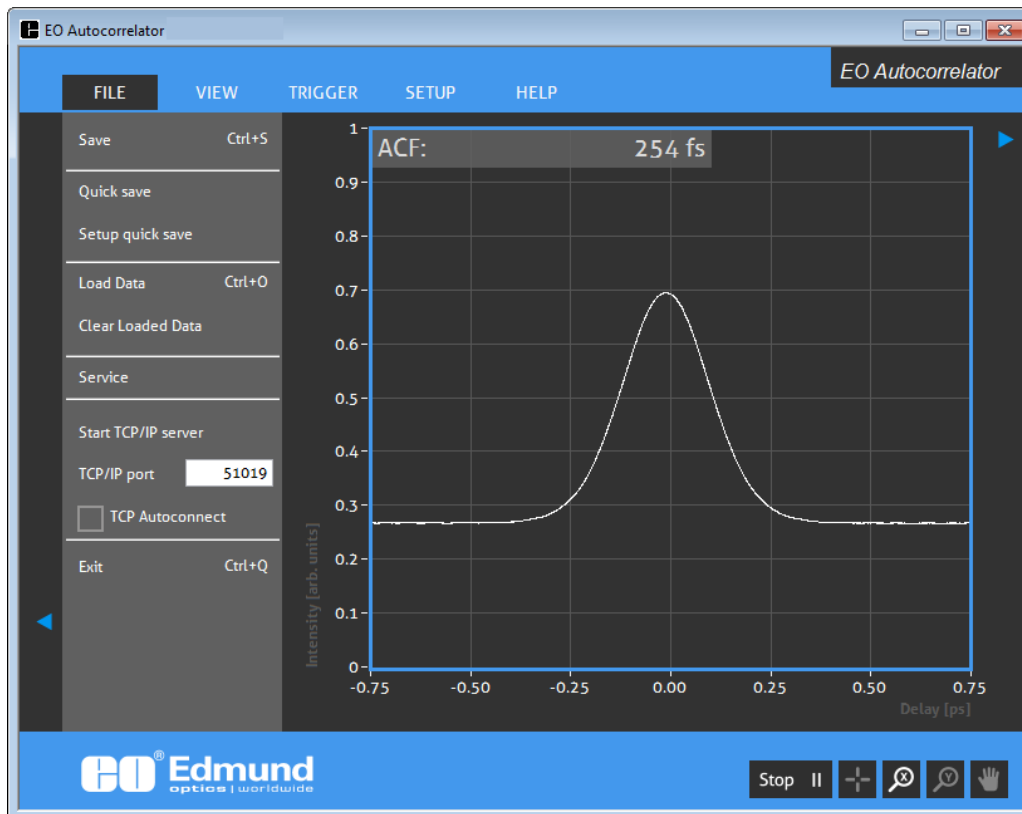 EO Autocorrelator
EO Autocorrelator
FILE VIEW TRIGGER SETUP HELP
Save Ctrl+S
Quick save
Setup quick save
Load Data Ctrl+O
Clear Loaded Data
Service
Start TCP/IP server
TCP/IP port 51019
TCP Autoconnect
Exit Ctrl+Q
ACF: 254 fs
1
0.9
0.8
0.7
0.6
0.5
0.4
0.3
0.2
0.1
0
Intensity [arb. units]
-0.75 -0.50 -0.25 0.00 0.25 0.50 0.75
Delay [ps]
EO® Edmund
optics | worldwide
Stop
X
Y